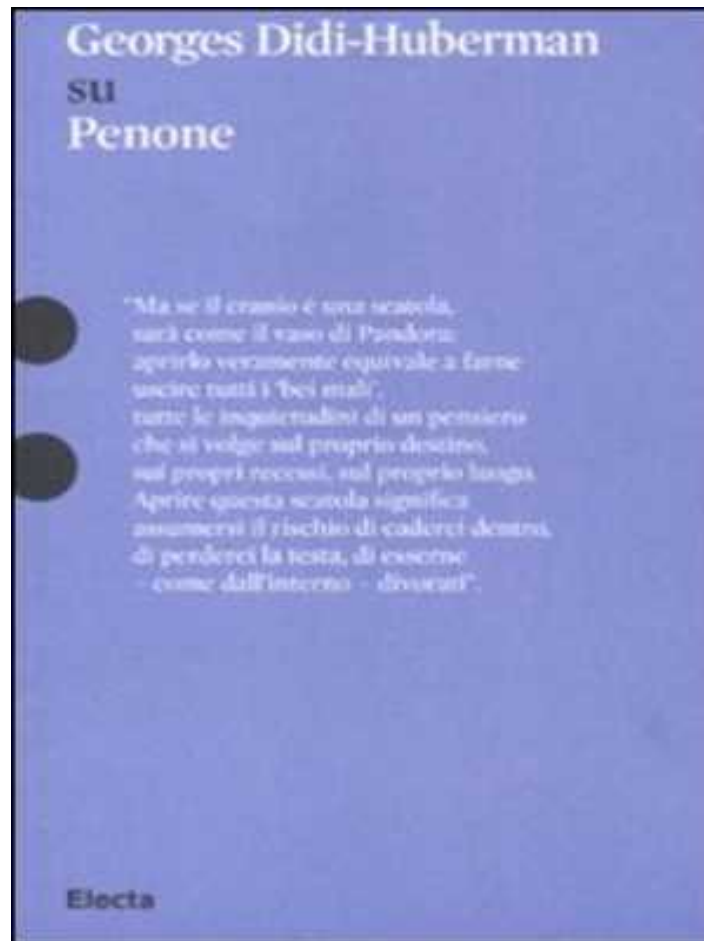 Georges Didi-Huberman
su
Penone
"Ma se il cranio è una scatola,
sarà come il vaso di Pandora:
aprirlo veramente equivale a farne
uscire tutti i 'bei mali',
tutte le inquietudini di un pensiero
che si volge sul proprio destino,
sui propri recessi, sul proprio luogo.
Aprire questa scatola significa
assumersi il rischio di caderci dentro,
di perderci la testa, di esserne
– come dall'interno – divorati".
Electa